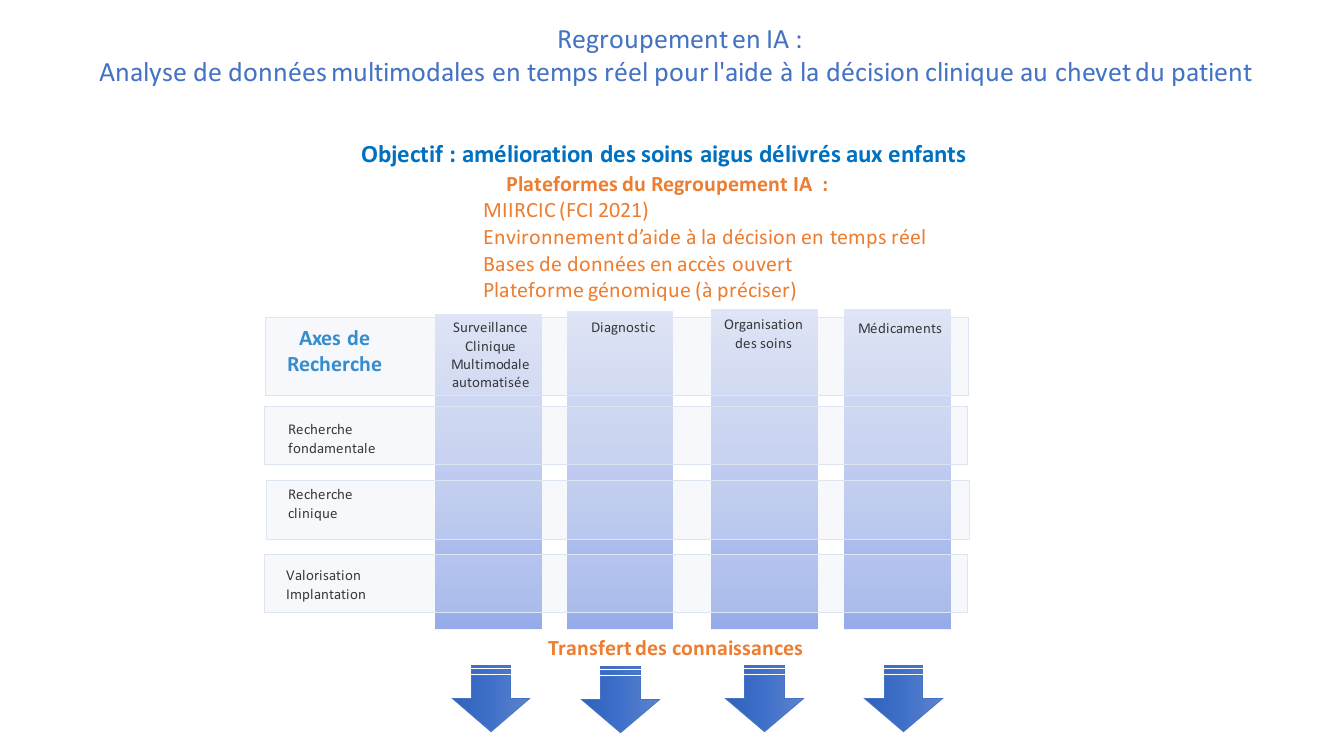 Regroupement en IA :
Analyse de données multimodales en temps réel pour l'aide à la décision clinique au chevet du patient
Objectif : amélioration des soins aigus délivrés aux enfants
Plateformes du Regroupement IA :
MIIRCIC (FCI 2021)
Environnement d’aide à la décision en temps réel
Bases de données en accès ouvert
Plateforme génomique (à préciser)
Axes de
Recherche
Surveillance
Clinique
Multimodale
automatisée
Diagnostic
Organisation
des soins
Médicaments
Recherche
fondamentale
Recherche
clinique
Valorisation
Implantation
Transfert des connaissances